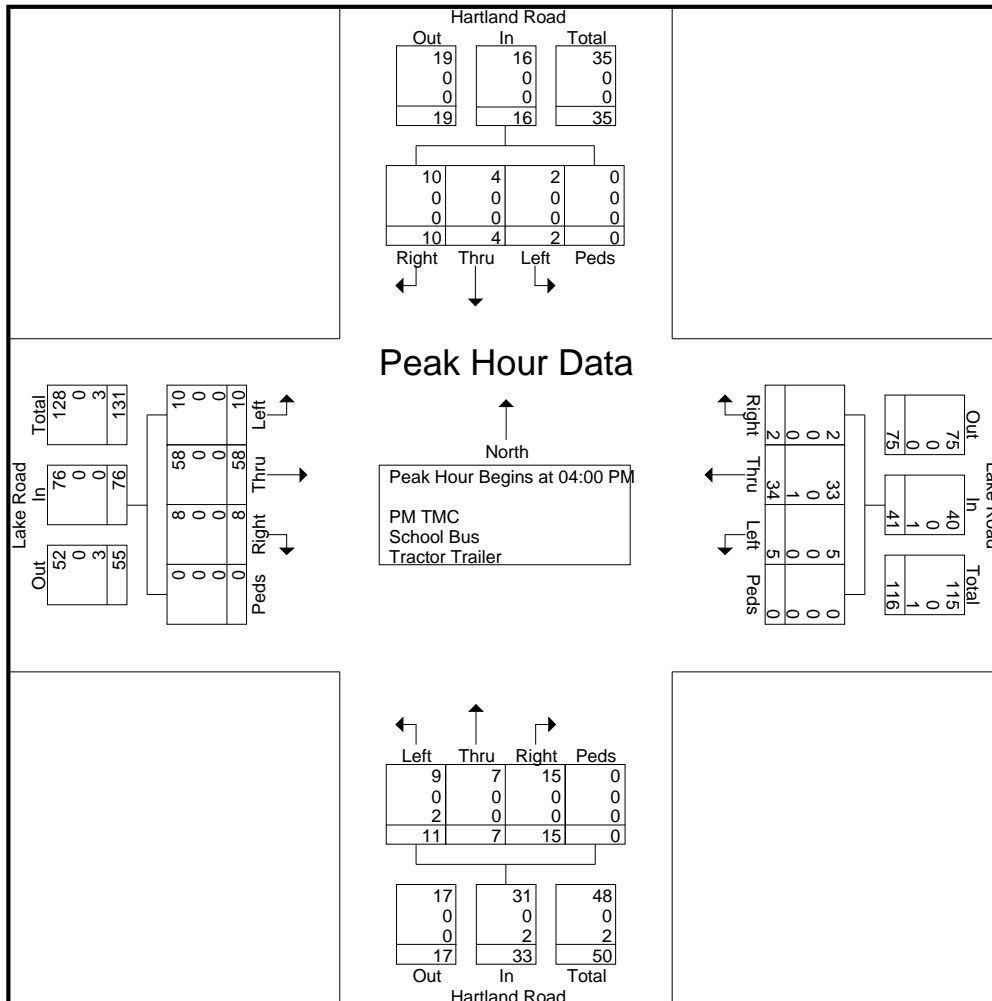 Hartland Road
Out In Total
19 16 35
0 0 0
0 0 0
19 16 35
10 4 2 0
0 0 0 0
0 0 0 0
10 4 2 0
Right Thru Left Peds
Peak Hour Data
North
Peak Hour Begins at 04:00 PM
PM TMC
School Bus
Tractor Trailer
Lake Road
Out In Total
52 76 128
0 0 0
3 0 3
55 76 131
0 8 58 10
0 0 0 0
0 0 0 0
0 8 58 10
Peds Right Thru Left
Lake Road
Out In Total
75 40 115
0 0 0
0 1 1
75 41 116
2 33 5 0
0 0 0 0
0 1 0 0
2 34 5 0
Right Thru Left Peds
Left Thru Right Peds
9 7 15 0
0 0 0 0
2 0 0 0
11 7 15 0
17 31 48
0 0 0
0 2 2
17 33 50
Out In Total
Hartland Road